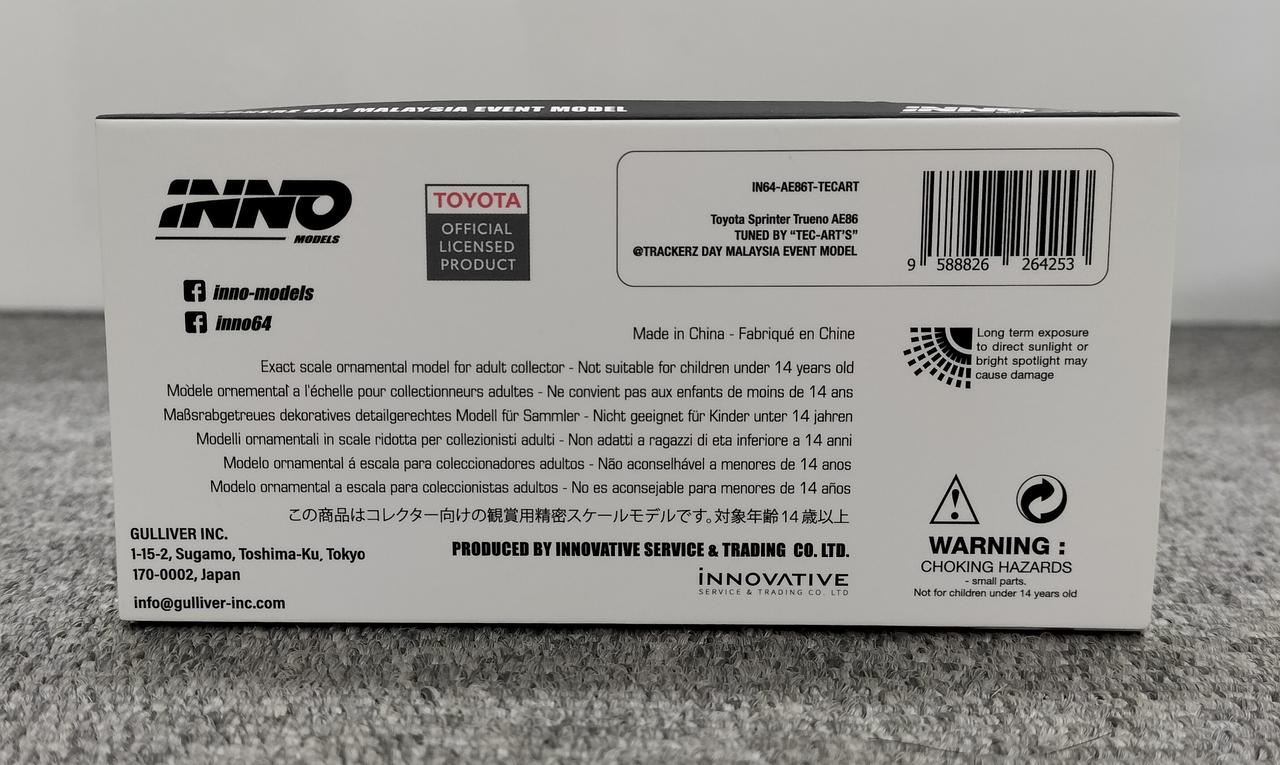 DAY MALAYSIA EVENT MODEL
INNO
INNO
MODELS
inno-models
inno64
TOYOTA
OFFICIAL
LICENSED
PRODUCT
IN64-AE86T-TECART
Toyota Sprinter Trueno AE86
TUNED BY “TEC-ART’S”
@TRACKERZ DAY MALAYSIA EVENT MODEL
9 588826 264253
Made in China - Fabriqué en Chine
Long term exposure
to direct sunlight or
bright spotlight may
cause damage
Exact scale ornamental model for adult collector - Not suitable for children under 14 years old
Modèle ornemental à l'échelle pour collectionneurs adultes - Ne convient pas aux enfants de moins de 14 ans
Maßsrabgetreues dekoratives detailgerechtes Modell für Sammler - Nicht geeignet für Kinder unter 14 jahren
Modelli ornamentali in scale ridotta per collezionisti adulti - Non adatti a ragazzi di eta inferiore a 14 anni
Modelo ornamental á escala para coleccionadores adultos - Não aconselhável a menores de 14 anos
Modelo ornamental a escala para coleccionistas adultos - No es aconsejable para menores de 14 años
この商品はコレクター向けの観賞用精密スケールモデルです。対象年齢14歳以上
GULLIVER INC.
1-15-2, Sugamo, Toshima-Ku, Tokyo
170-0002, Japan
info@gulliver-inc.com
PRODUCED BY INNOVATIVE SERVICE & TRADING CO. LTD.
INNOVATIVE
SERVICE & TRADING CO. LTD
WARNING :
CHOKING HAZARDS
- small parts.
Not for children under 14 years old